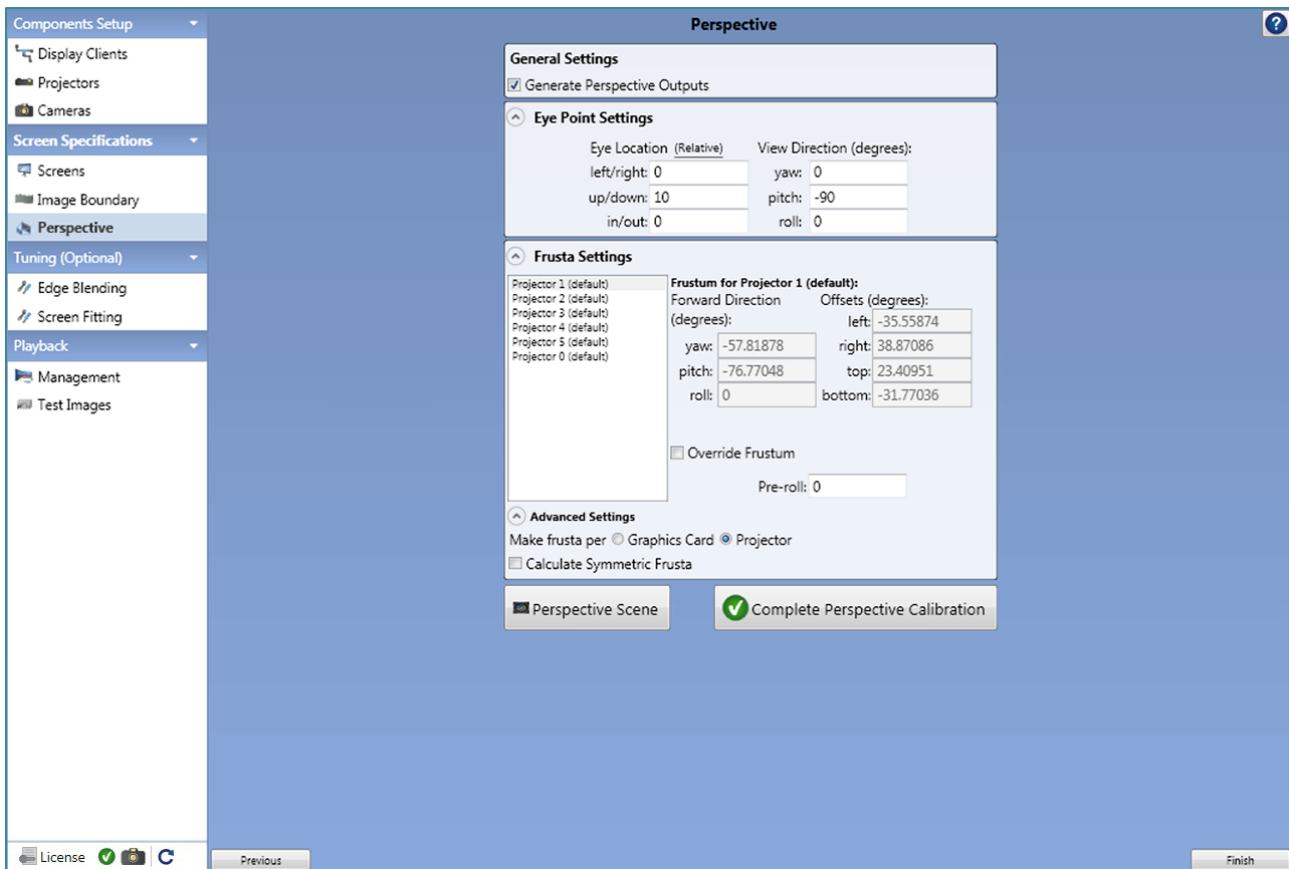 Components Setup
Display Clients
Projectors
Cameras
Screen Specifications
Screens
Image Boundary
Perspective
Tuning (Optional)
Edge Blending
Screen Fitting
Playback
Management
Test Images
License
Perspective
?
General Settings
Generate Perspective Outputs
Eye Point Settings
Eye Location (Relative) View Direction (degrees):
left/right: 0 yaw: 0
up/down: 10 pitch: -90
in/out: 0 roll: 0
Frusta Settings
Projector 1 (default)
Projector 2 (default)
Projector 3 (default)
Projector 4 (default)
Projector 5 (default)
Projector 0 (default)
Frustum for Projector 1 (default):
Forward Direction
(degrees):
yaw: -57.81878
pitch: -76.77048
roll: 0
Offsets (degrees):
left: -35.55874
right: 38.87086
top: 23.40951
bottom: -31.77036
Override Frustum
Pre-roll: 0
Advanced Settings
Make frusta per Graphics Card Projector
Calculate Symmetric Frusta
Perspective Scene
Complete Perspective Calibration
Previous
Finish